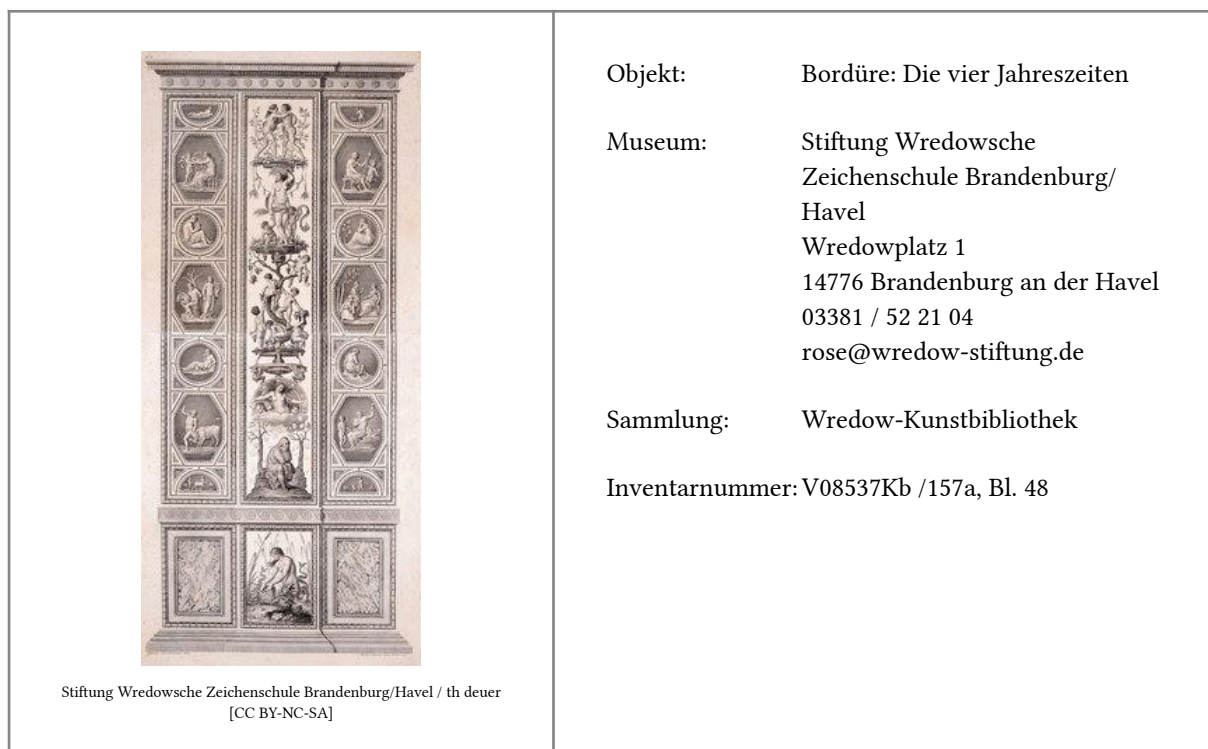 Stiftung Wredowsche Zeichenschule Brandenburg/Havel / th deuer
[CC BY-NC-SA]
Objekt: Bordüre: Die vier Jahreszeiten
Museum: Stiftung Wredowsche
Zeichenschule Brandenburg/
Havel
Wredowplatz 1
14776 Brandenburg an der Havel
03381 / 52 21 04
rose@wredow-stiftung.de
Sammlung: Wredow-Kunstbibliothek
Inventarnummer: V08537Kb /157a, Bl. 48